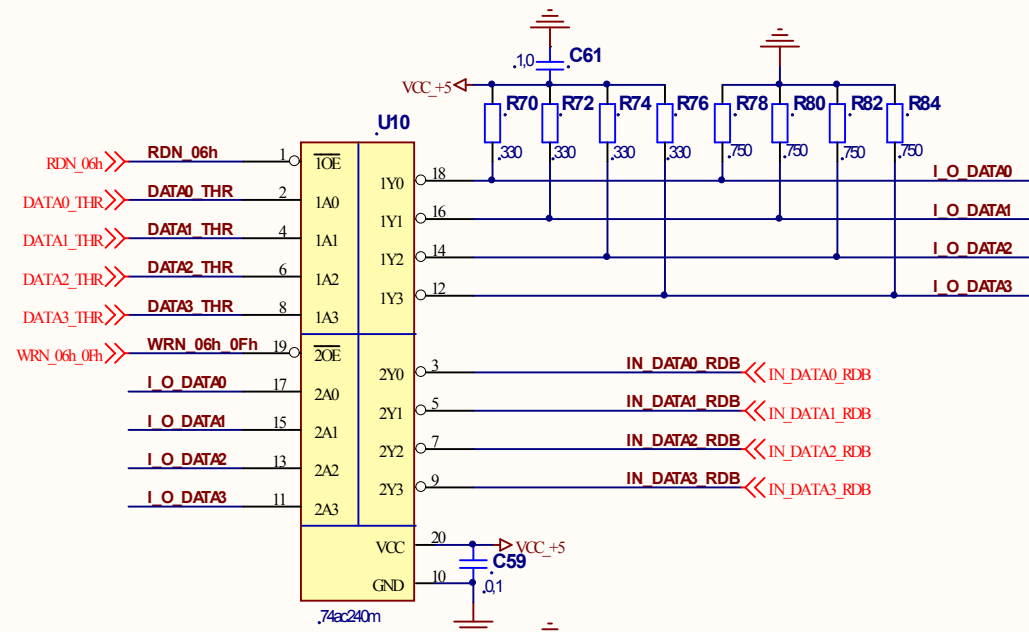 .1,0 C61
VCC_+5
R70 R72 R74 R76 R78 R80 R82 R84
.330 .330 .330 .330 .750 .750 .750 .750
.U10
RDN_06h RDN_06h 1 1OE
1Y0 18 I_O_DATA0
DATA0_THR DATA0_THR 2 1A0
1Y1 16 I_O_DATA1
DATA1_THR DATA1_THR 4 1A1
1Y2 14 I_O_DATA2
DATA2_THR DATA2_THR 6 1A2
1Y3 12 I_O_DATA3
DATA3_THR DATA3_THR 8 1A3
WRN_06h_0Fh WRN_06h_0Fh 19 2OE
2Y0 3 IN_DATA0_RDB IN_DATA0_RDB
I_O_DATA0 17 2A0
2Y1 5 IN_DATA1_RDB IN_DATA1_RDB
I_O_DATA1 15 2A1
2Y2 7 IN_DATA2_RDB IN_DATA2_RDB
I_O_DATA2 13 2A2
2Y3 9 IN_DATA3_RDB IN_DATA3_RDB
I_O_DATA3 11 2A3
VCC 20 VCC_+5
C59
GND 10 .0,1
.74ac240m